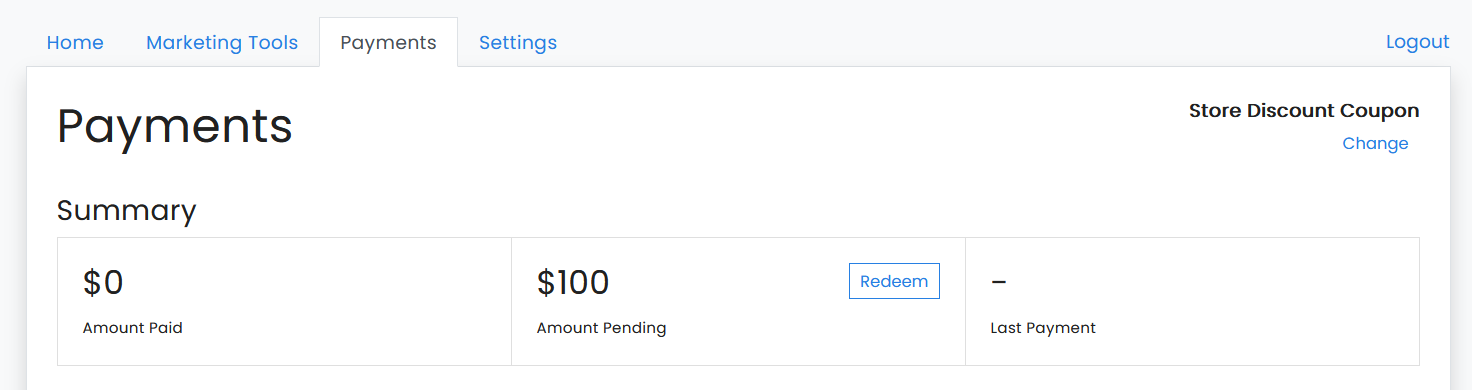 Home Marketing Tools Payments Settings Logout
Payments
Store Discount Coupon
Change
Summary
$0 $100 Redeem –
Amount Paid Amount Pending Last Payment